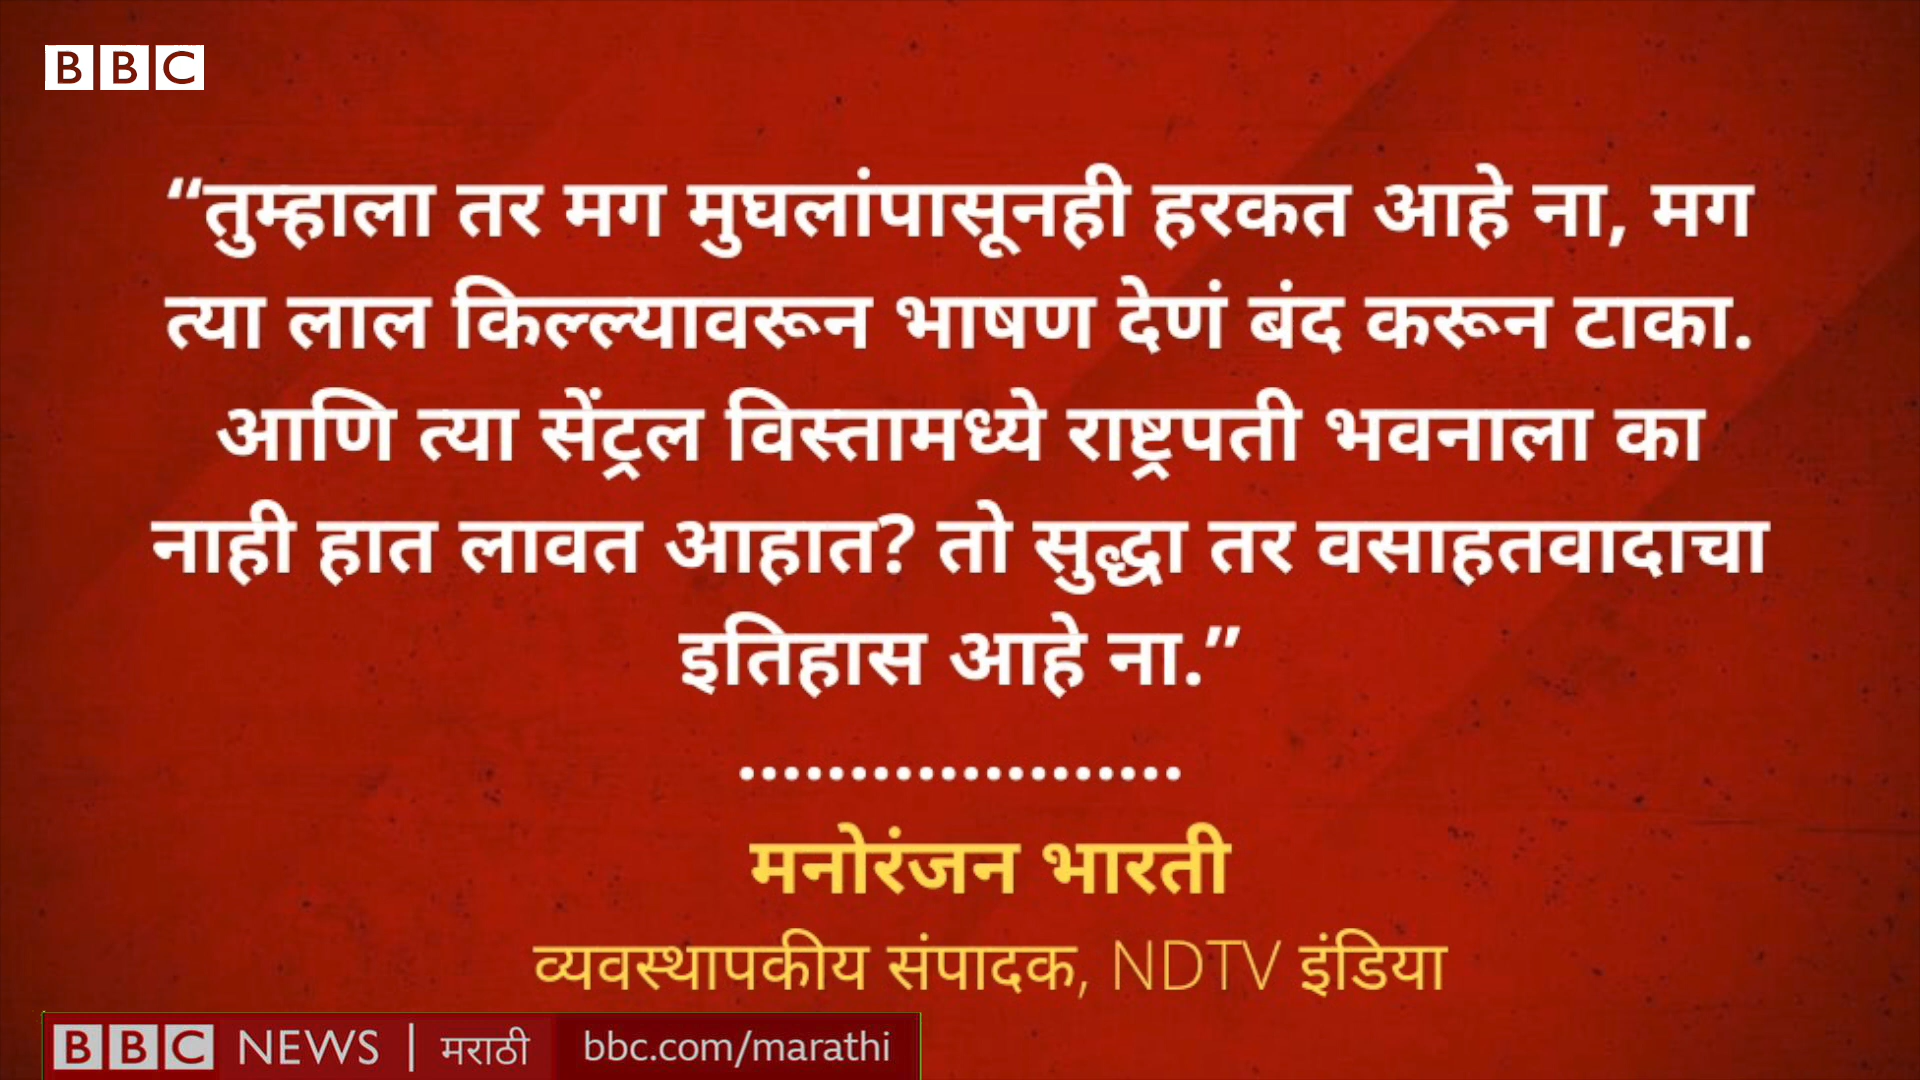 BBC
“तुम्हाला तर मग मुघलांपासूनही हरकत आहे ना, मग
त्या लाल किल्ल्यावरून भाषण देणं बंद करून टाका.
आणि त्या सेंट्रल विस्तामध्ये राष्ट्रपती भवनाला का
नाही हात लावत आहात? तो सुद्धा तर वसाहतवादाचा
इतिहास आहे ना.”
....................
मनोरंजन भारती
व्यवस्थापकीय संपादक, NDTV इंडिया
BBC NEWS | मराठी bbc.com/marathi